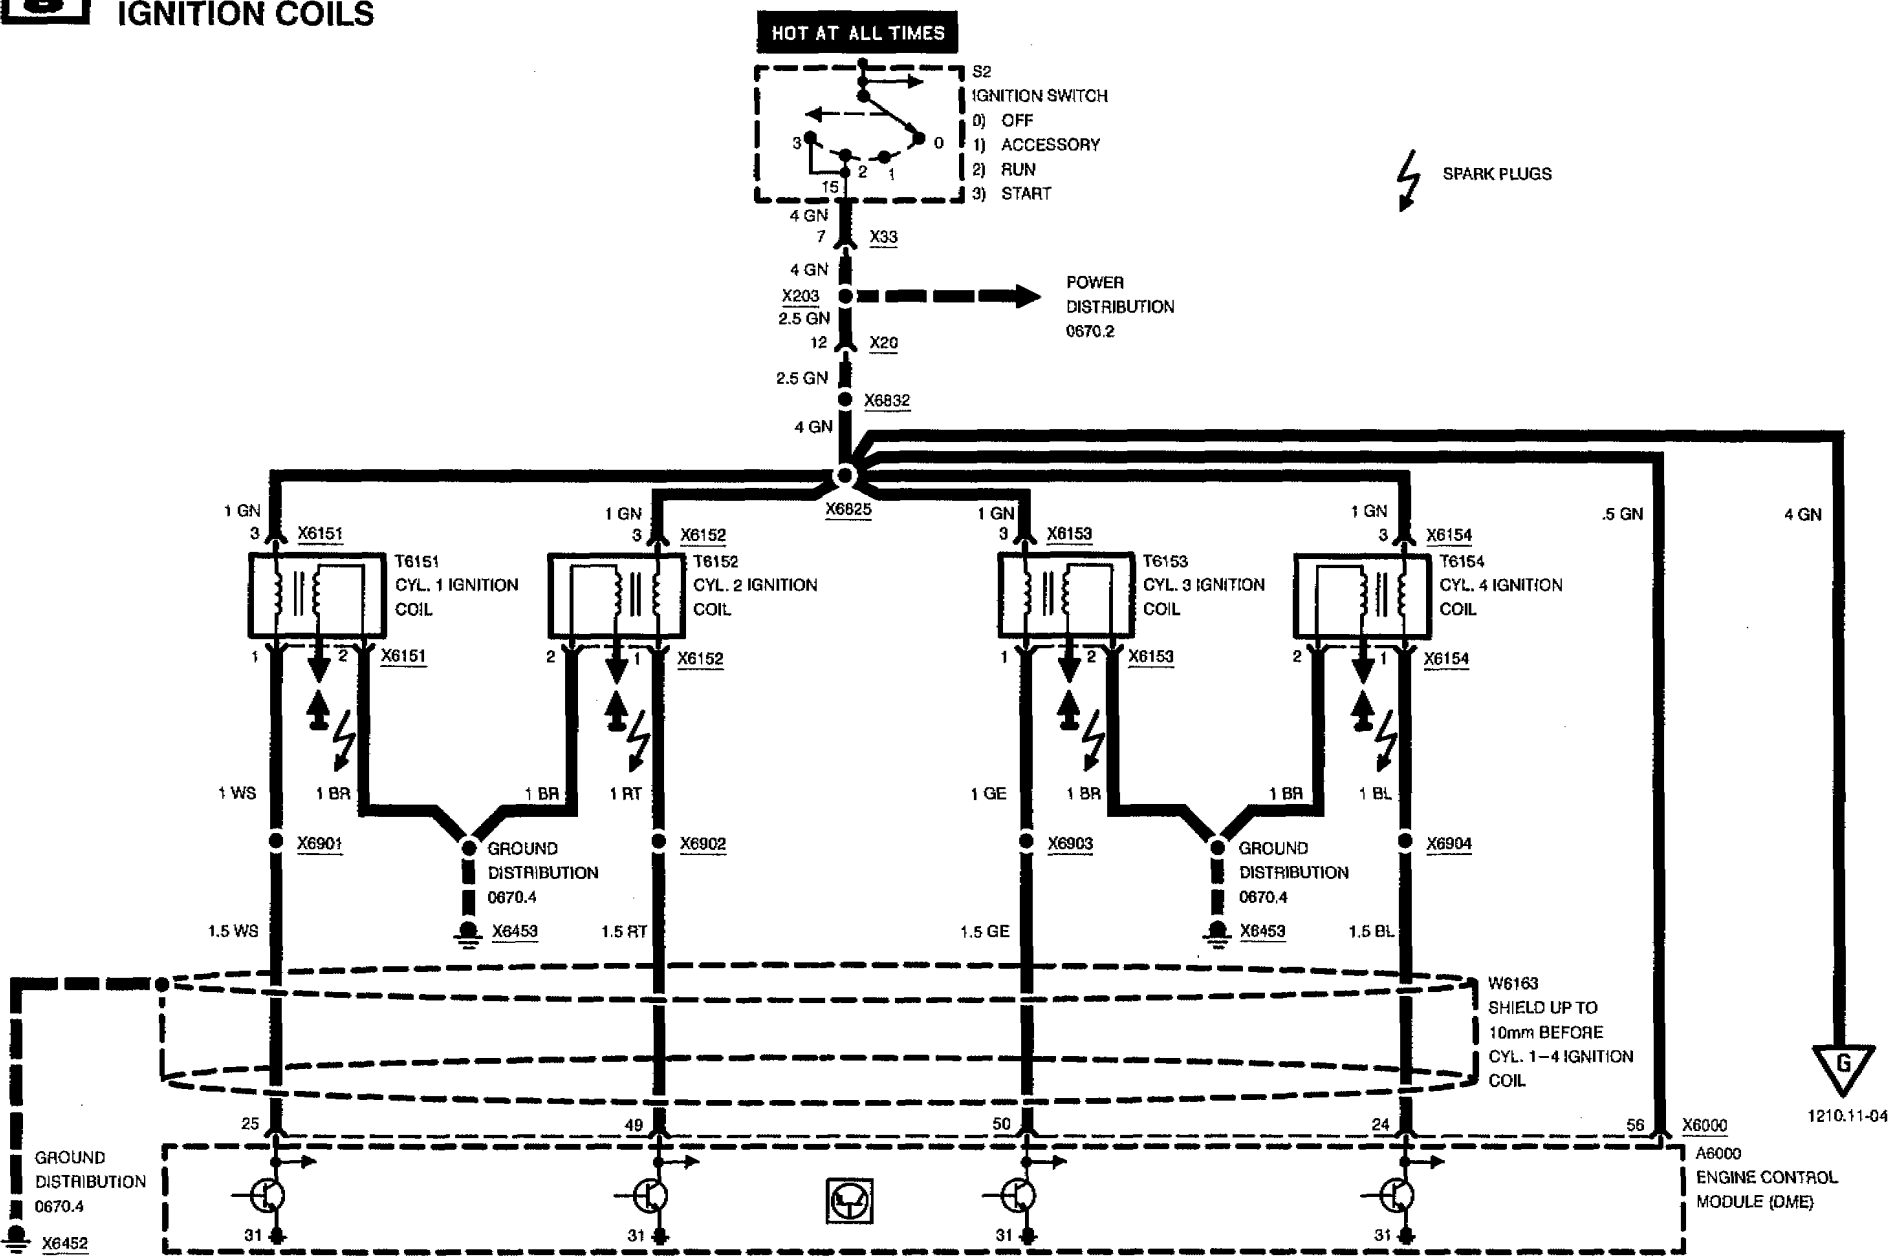 IGNITION COILS
HOT AT ALL TIMES
S2
IGNITION SWITCH
0) OFF
1) ACCESSORY
2) RUN
3) START
3
0
2
1
15
SPARK PLUGS
4 GN
7
X33
4 GN
X203
POWER
DISTRIBUTION
0670.2
2.5 GN
12
X20
2.5 GN
X6832
4 GN
X6825
1 GN
3
X6151
1 GN
3
X6152
1 GN
3
X6153
1 GN
3
X6154
.5 GN
4 GN
T6151
CYL. 1 IGNITION
COIL
T6152
CYL. 2 IGNITION
COIL
T6153
CYL. 3 IGNITION
COIL
T6154
CYL. 4 IGNITION
COIL
1
2
X6151
2
1
X6152
1
2
X6153
2
1
X6154
1 WS
1 BR
1 BR
1 RT
1 GE
1 BR
1 BR
1 BL
X6901
GROUND
DISTRIBUTION
0670.4
X6902
X6903
GROUND
DISTRIBUTION
0670.4
X6904
1.5 WS
X6453
1.5 RT
1.5 GE
X6453
1.5 BL
W6163
SHIELD UP TO
10mm BEFORE
CYL. 1-4 IGNITION
COIL
G
1210.11-04
25
49
50
24
56
X6000
A6000
ENGINE CONTROL
MODULE (DME)
GROUND
DISTRIBUTION
0670.4
X6452
31
31
31
31